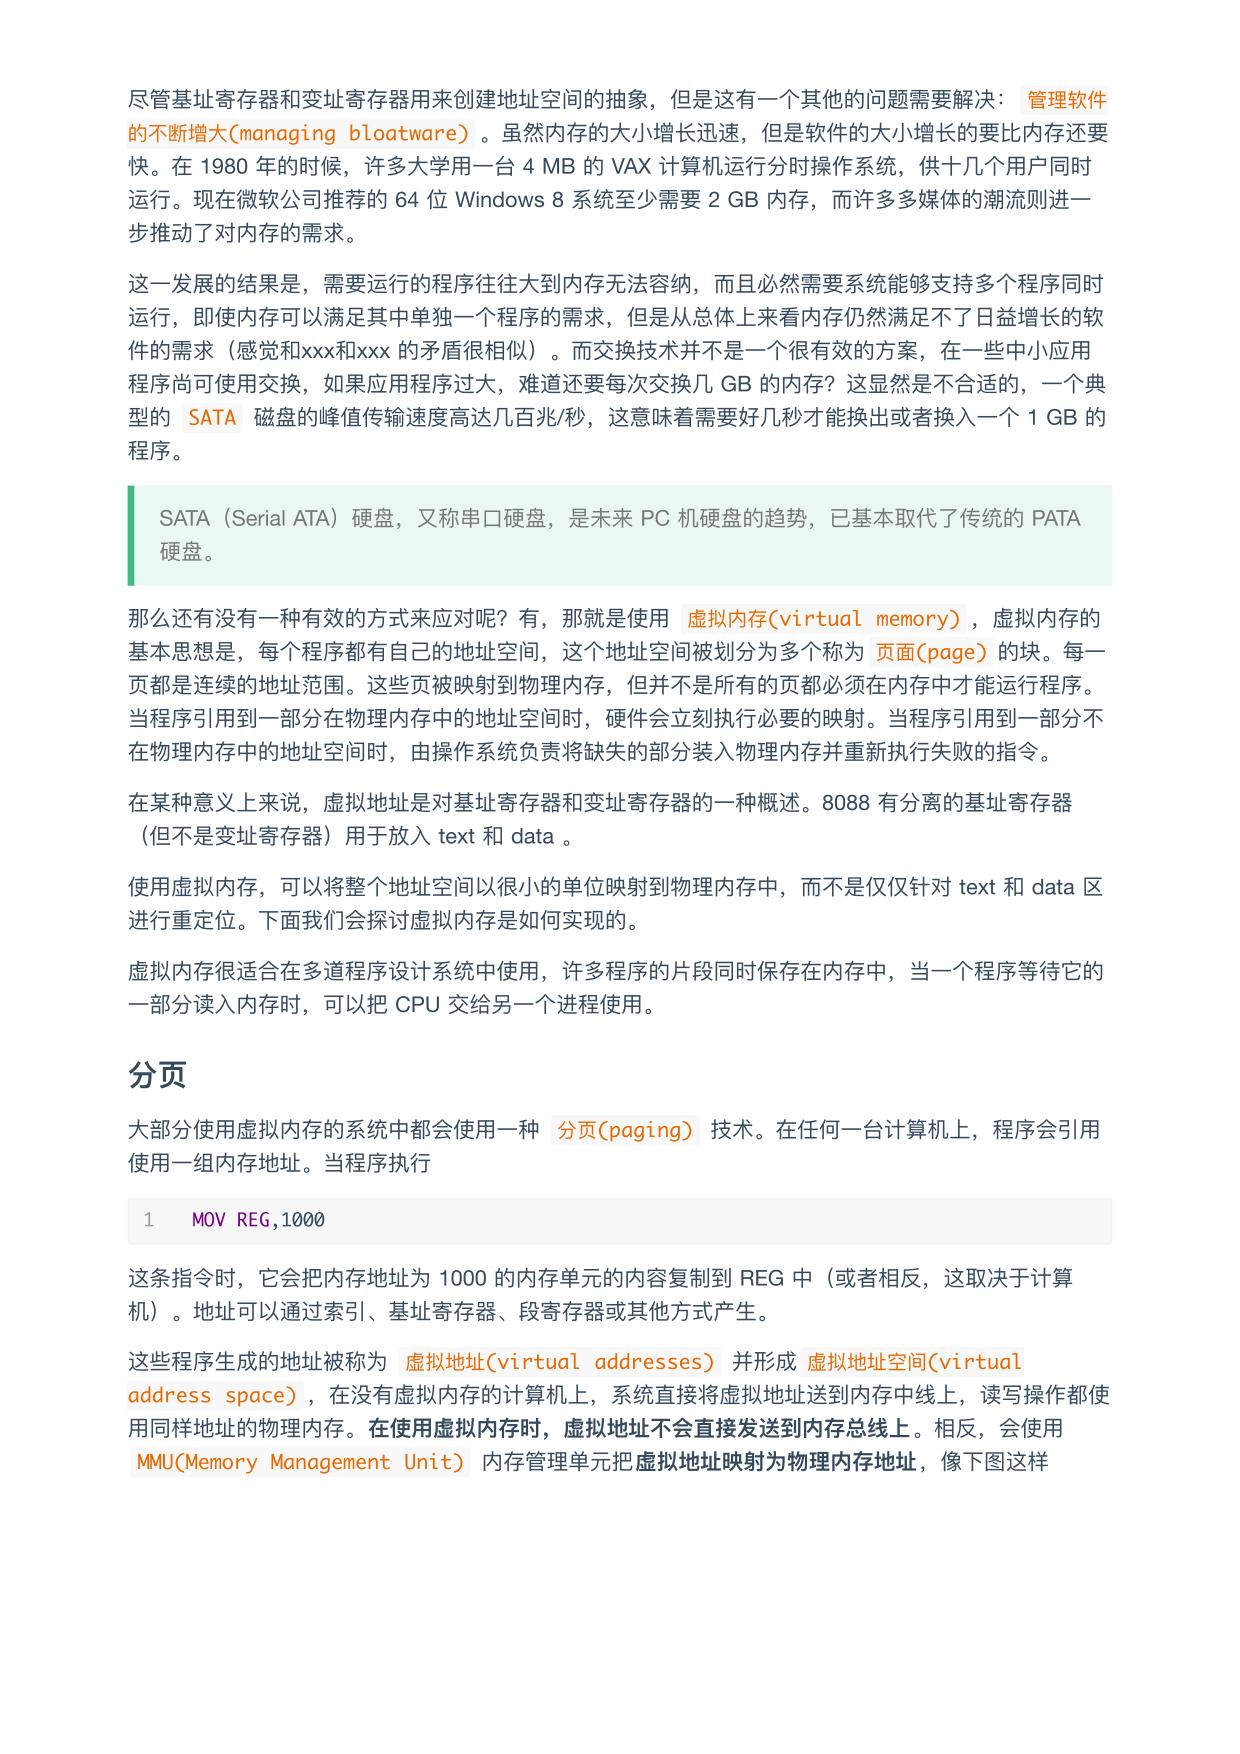 尽管基址寄存器和变址寄存器用来创建地址空间的抽象，但是这有一个其他的问题需要解决： 管理软件
的不断增大(managing bloatware) 。虽然内存的大小增长迅速，但是软件的大小增长的要比内存还要
快。在 1980 年的时候，许多大学用一台 4 MB 的 VAX 计算机运行分时操作系统，供十几个用户同时
运行。现在微软公司推荐的 64 位 Windows 8 系统至少需要 2 GB 内存，而许多多媒体的潮流则进一
步推动了对内存的需求。
这一发展的结果是，需要运行的程序往往大到内存无法容纳，而且必然需要系统能够支持多个程序同时
运行，即使内存可以满足其中单独一个程序的需求，但是从总体上来看内存仍然满足不了日益增长的软
件的需求（感觉和xxx和xxx 的矛盾很相似）。而交换技术并不是一个很有效的方案，在一些中小应用
程序尚可使用交换，如果应用程序过大，难道还要每次交换几 GB 的内存？这显然是不合适的，一个典
型的 SATA 磁盘的峰值传输速度高达几百兆/秒，这意味着需要好几秒才能换出或者换入一个 1 GB 的
程序。
SATA（Serial ATA）硬盘，又称串口硬盘，是未来 PC 机硬盘的趋势，已基本取代了传统的 PATA
硬盘。
那么还有没有一种有效的方式来应对呢？有，那就是使用 虚拟内存(virtual memory) ，虚拟内存的
基本思想是，每个程序都有自己的地址空间，这个地址空间被划分为多个称为 页面(page) 的块。每一
页都是连续的地址范围。这些页被映射到物理内存，但并不是所有的页都必须在内存中才能运行程序。
当程序引用到一部分在物理内存中的地址空间时，硬件会立刻执行必要的映射。当程序引用到一部分不
在物理内存中的地址空间时，由操作系统负责将缺失的部分装入物理内存并重新执行失败的指令。
在某种意义上来说，虚拟地址是对基址寄存器和变址寄存器的一种概述。8088 有分离的基址寄存器
（但不是变址寄存器）用于放入 text 和 data 。
使用虚拟内存，可以将整个地址空间以很小的单位映射到物理内存中，而不是仅仅针对 text 和 data 区
进行重定位。下面我们会探讨虚拟内存是如何实现的。
虚拟内存很适合在多道程序设计系统中使用，许多程序的片段同时保存在内存中，当一个程序等待它的
一部分读入内存时，可以把 CPU 交给另一个进程使用。
分页
大部分使用虚拟内存的系统中都会使用一种 分页(paging) 技术。在任何一台计算机上，程序会引用
使用一组内存地址。当程序执行
1 MOV REG,1000
这条指令时，它会把内存地址为 1000 的内存单元的内容复制到 REG 中（或者相反，这取决于计算
机）。地址可以通过索引、基址寄存器、段寄存器或其他方式产生。
这些程序生成的地址被称为 虚拟地址(virtual addresses) 并形成 虚拟地址空间(virtual
address space) ，在没有虚拟内存的计算机上，系统直接将虚拟地址送到内存中线上，读写操作都使
用同样地址的物理内存。在使用虚拟内存时，虚拟地址不会直接发送到内存总线上。相反，会使用
MMU(Memory Management Unit) 内存管理单元把虚拟地址映射为物理内存地址，像下图这样